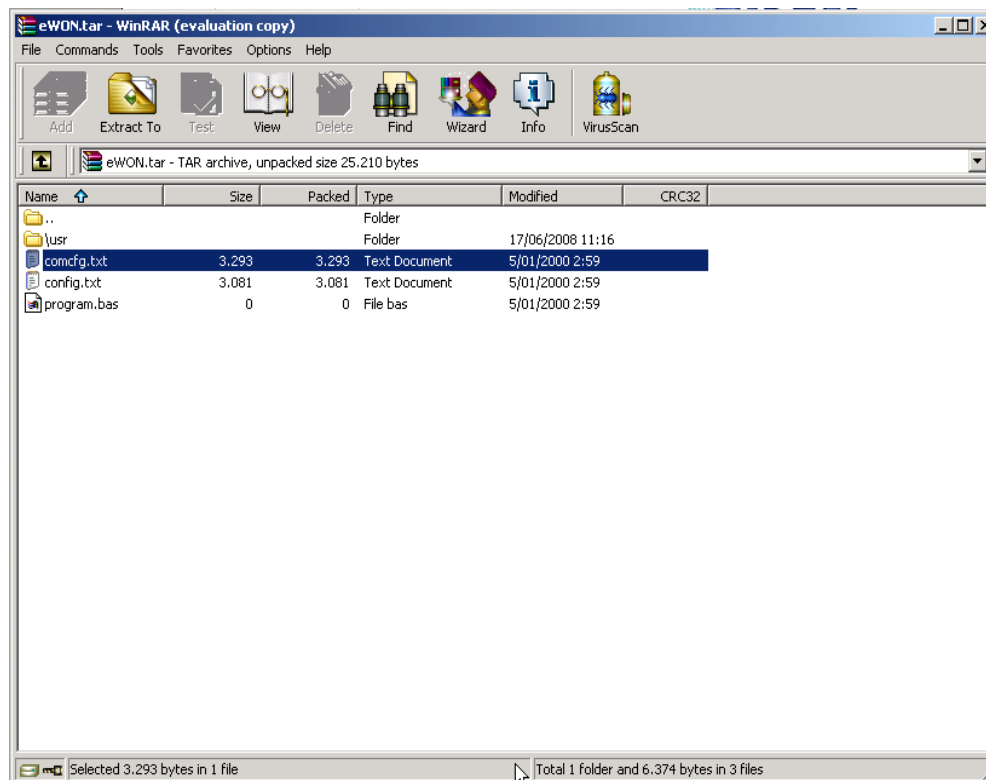 eWON.tar - WinRAR (evaluation copy)
File Commands Tools Favorites Options Help
Add Extract To Test View Delete Find Wizard Info VirusScan
eWON.tar - TAR archive, unpacked size 25.210 bytes
Name Size Packed Type Modified CRC32
.. Folder
\usr Folder 17/06/2008 11:16
comcfg.txt 3.293 3.293 Text Document 5/01/2000 2:59
config.txt 3.081 3.081 Text Document 5/01/2000 2:59
program.bas 0 0 File bas 5/01/2000 2:59
Selected 3.293 bytes in 1 file Total 1 folder and 6.374 bytes in 3 files